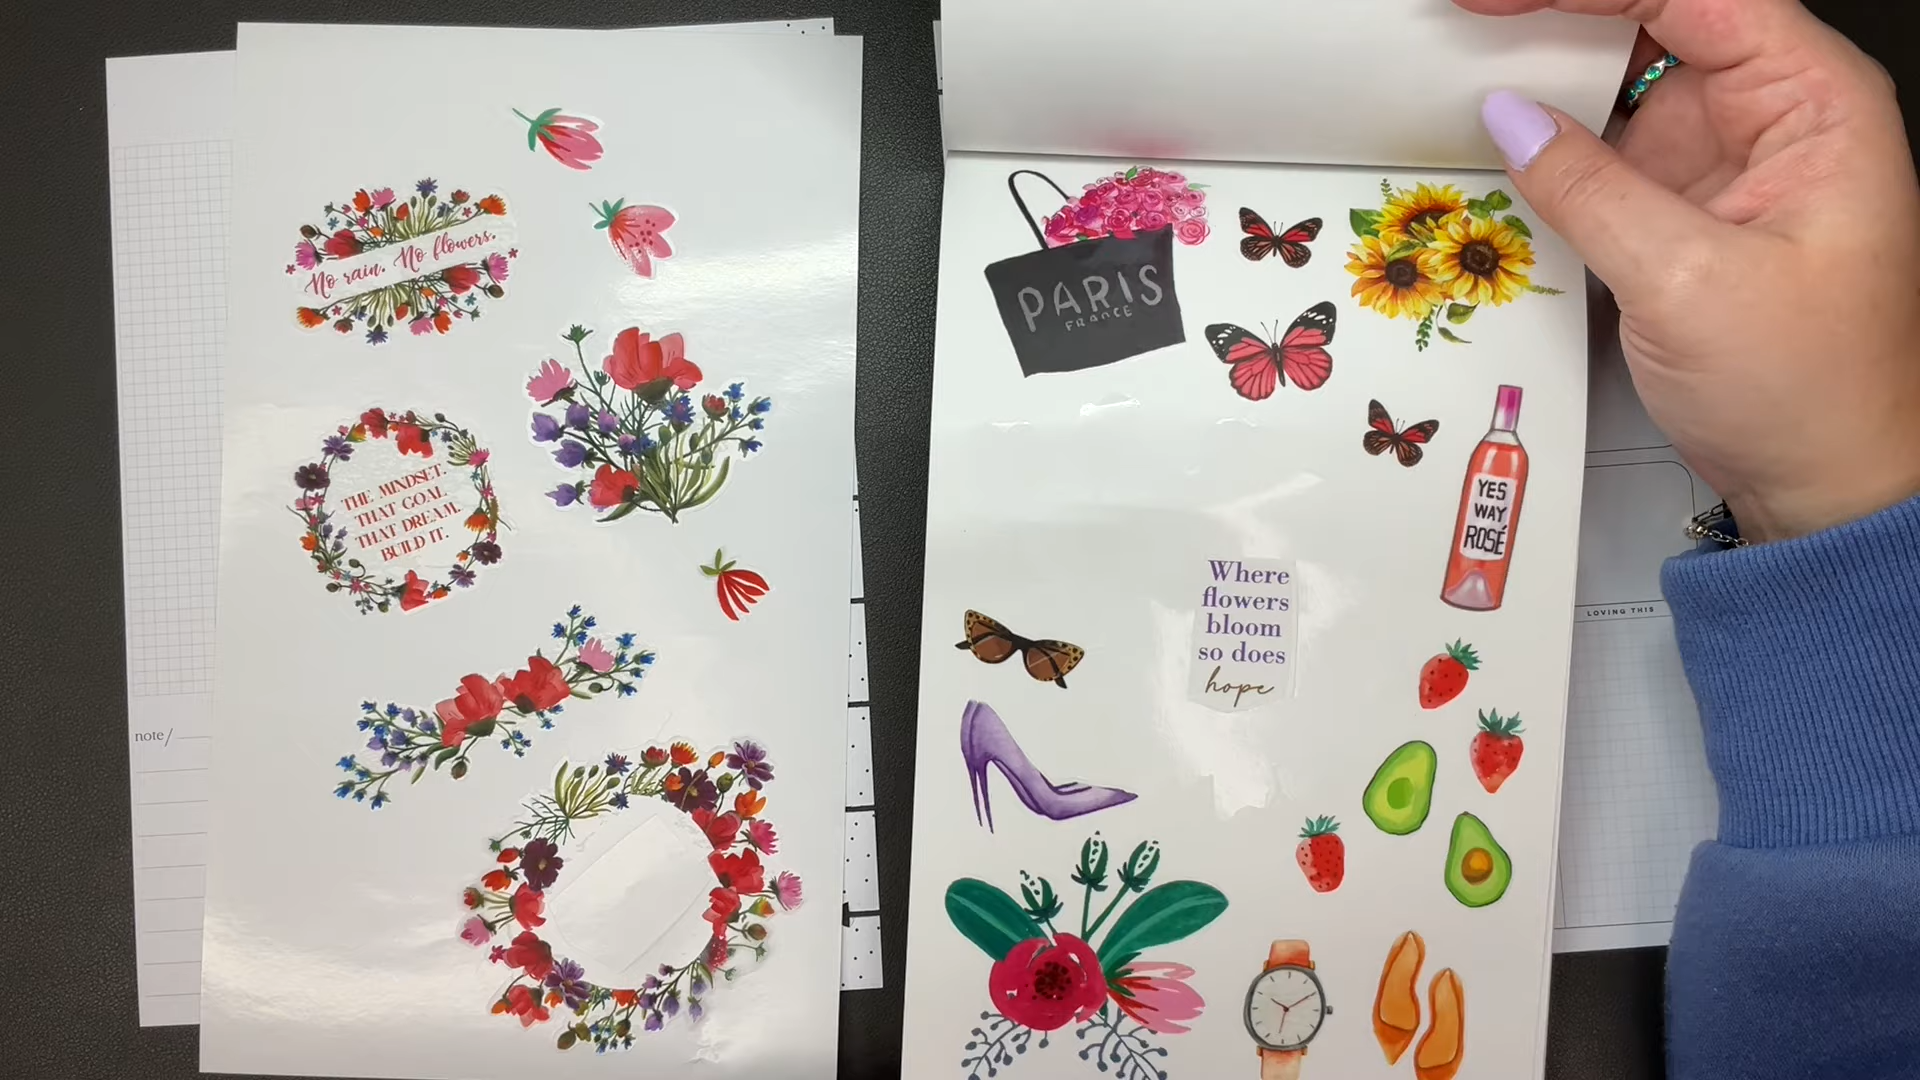 No rain. No flowers.
THE MINDSET.
THAT GOAL.
THAT DREAM.
BUILD IT.
note/
PARIS
FRANCE
YES
WAY
ROSÉ
Where
flowers
bloom
so does
hope
LOVING THIS